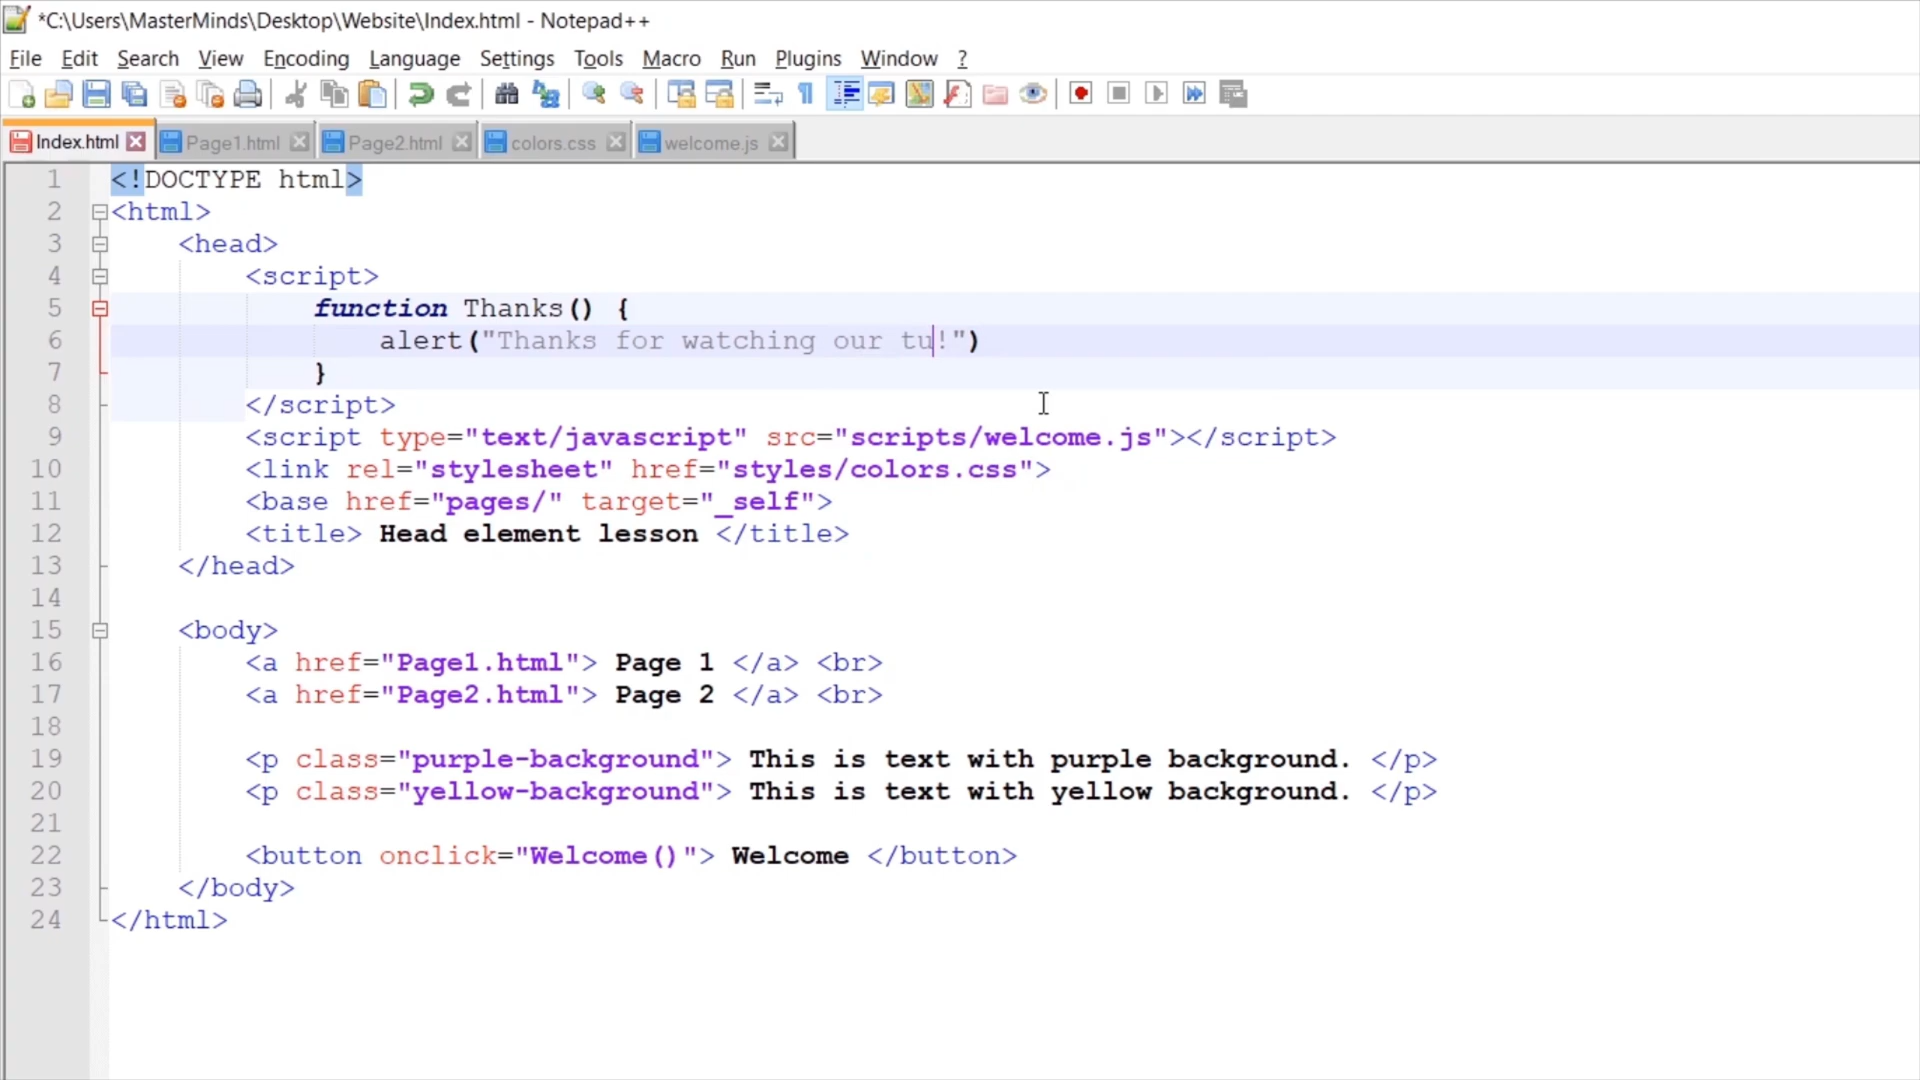 *C:\Users\MasterMinds\Desktop\Website\Index.html - Notepad++
File Edit Search View Encoding Language Settings Tools Macro Run Plugins Window ?
Index.html Page1.html Page2.html colors.css welcome.js
1 <!DOCTYPE html>
2 <html>
3 <head>
4 <script>
5 function Thanks() {
6 alert("Thanks for watching our tu!")
7 }
8 </script>
9 <script type="text/javascript" src="scripts/welcome.js"></script>
10 <link rel="stylesheet" href="styles/colors.css">
11 <base href="pages/" target="_self">
12 <title> Head element lesson </title>
13 </head>
14
15 <body>
16 <a href="Page1.html"> Page 1 </a> <br>
17 <a href="Page2.html"> Page 2 </a> <br>
18
19 <p class="purple-background"> This is text with purple background. </p>
20 <p class="yellow-background"> This is text with yellow background. </p>
21
22 <button onclick="Welcome()"> Welcome </button>
23 </body>
24 </html>